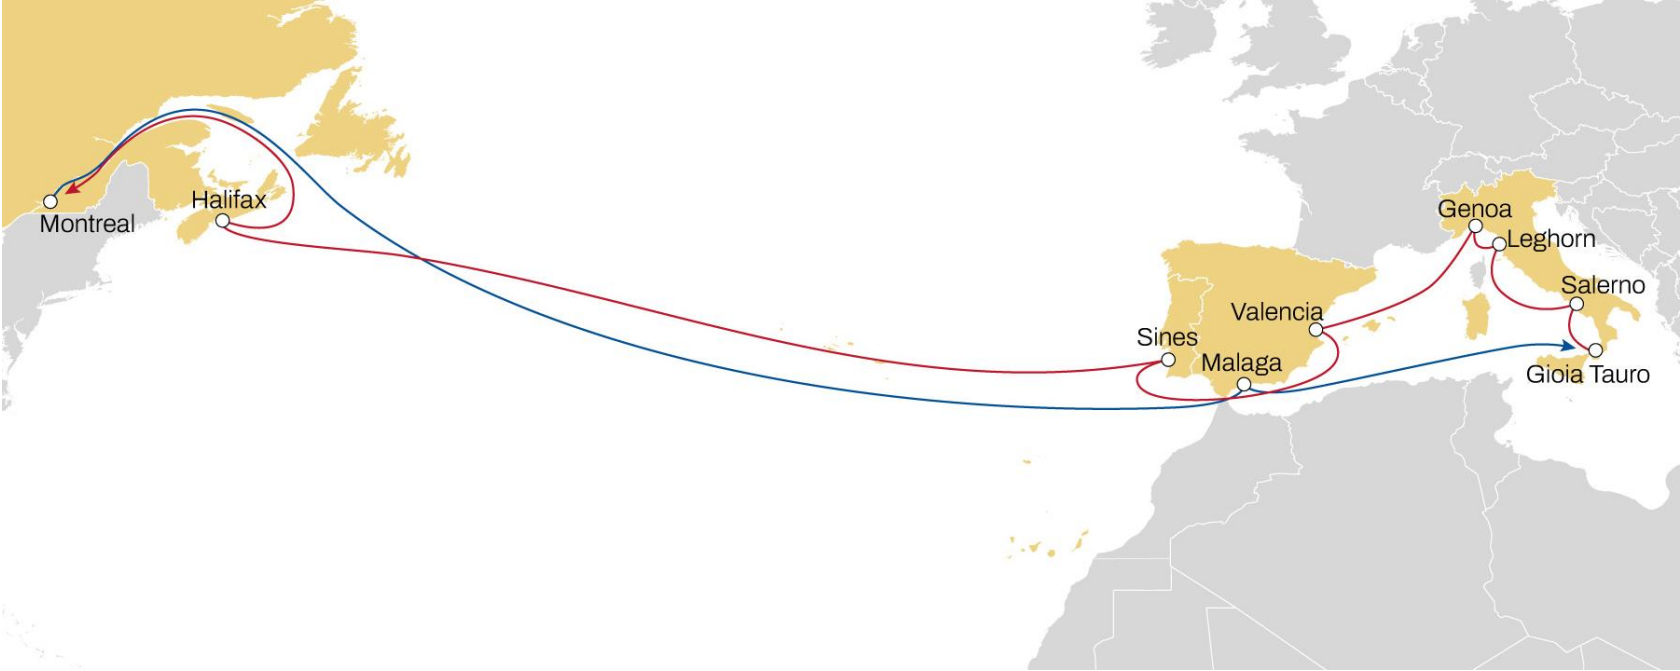 Halifax
Montreal
Genoa
Leghorn
Salerno
Valencia
Sines
Malaga
Gioia Tauro